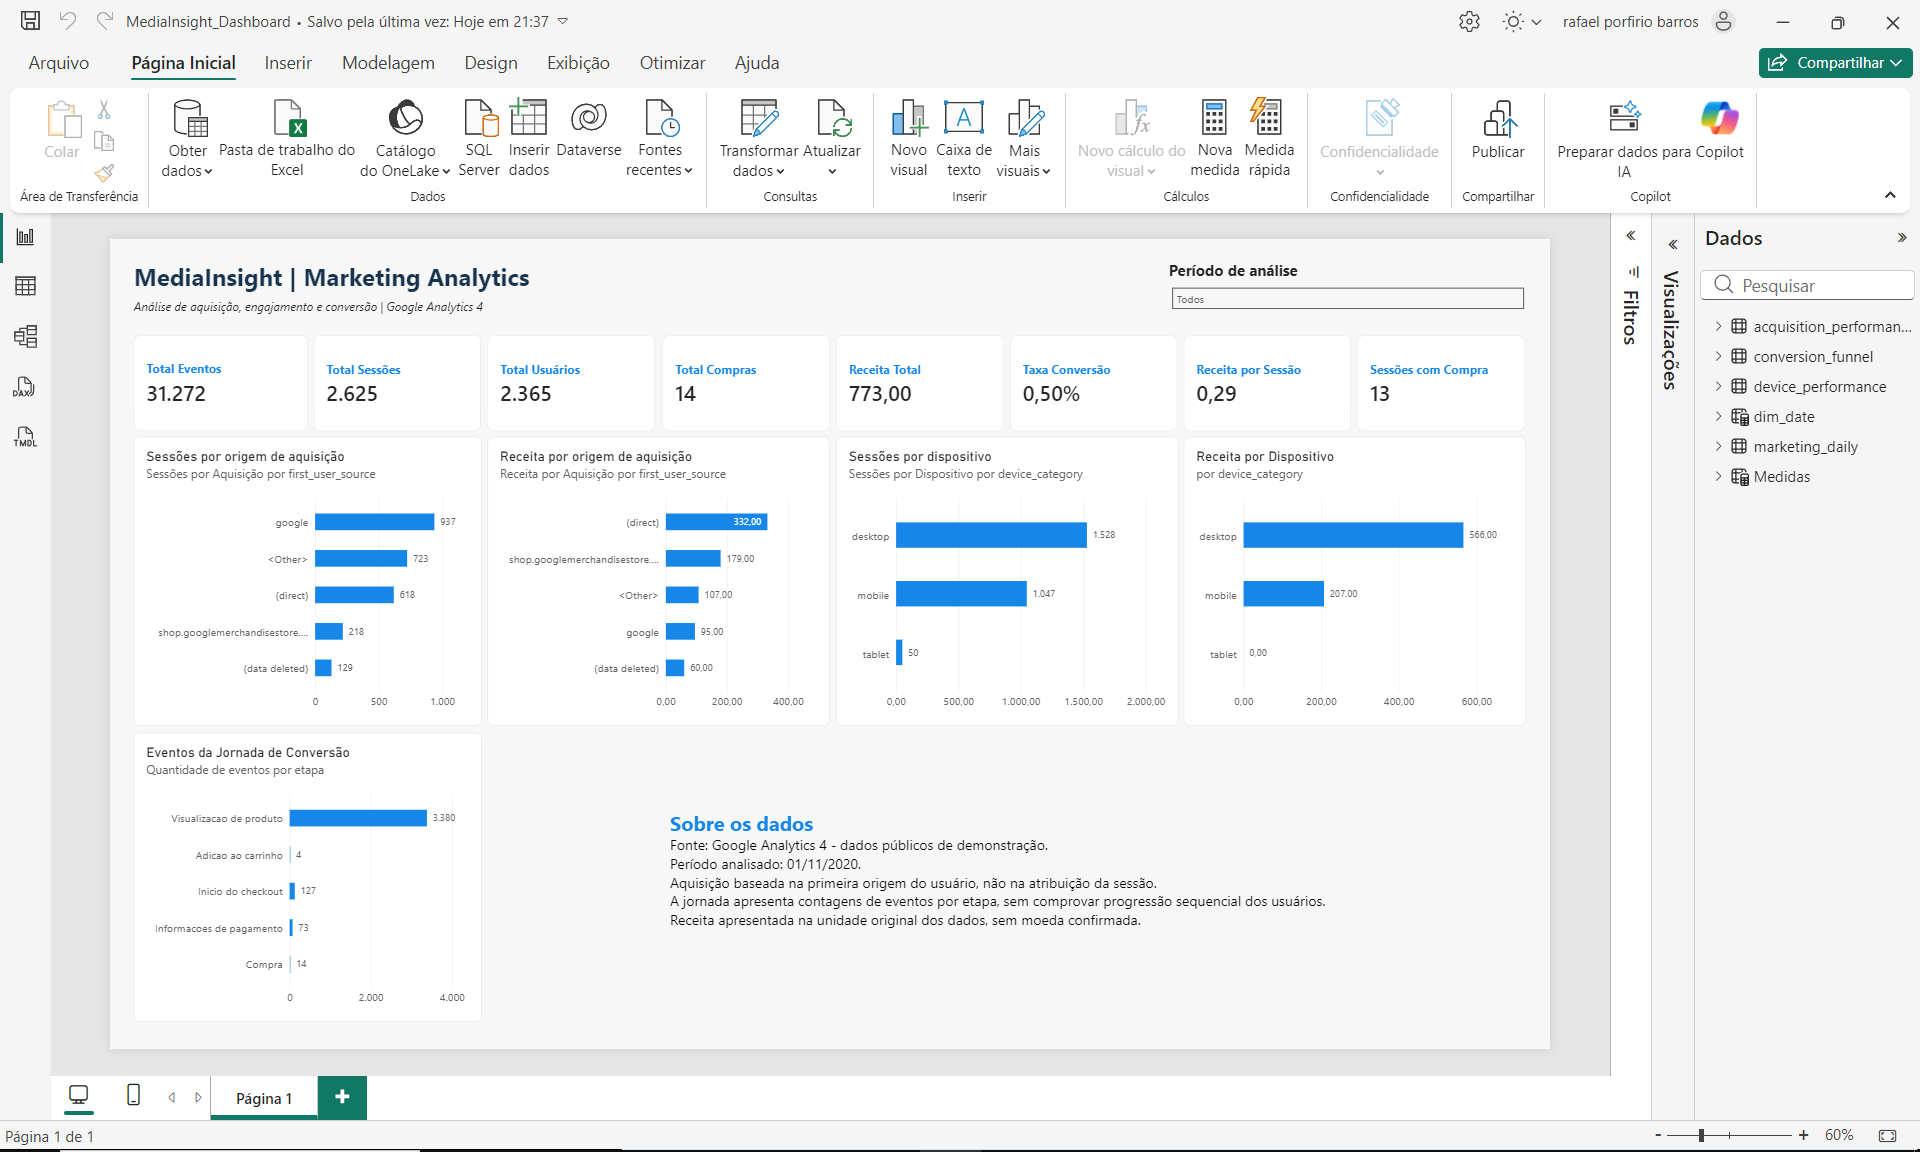 MediaInsight_Dashboard • Salvo pela última vez: Hoje em 21:37
rafael porfirio barros
Arquivo
Página Inicial
Inserir
Modelagem
Design
Exibição
Otimizar
Ajuda
Compartilhar
Colar
Área de Transferência
Obter dados
Pasta de trabalho do Excel
Catálogo do OneLake
SQL Server
Inserir dados
Dataverse
Fontes recentes
Dados
Transformar dados
Atualizar
Consultas
Novo visual
Caixa de texto
Mais visuais
Inserir
Novo cálculo do visual
Nova medida
Medida rápida
Cálculos
Confidencialidade
Confidencialidade
Publicar
Compartilhar
Preparar dados para IA
Copilot
Copilot
DAX
TMDL
MediaInsight | Marketing Analytics
Análise de aquisição, engajamento e conversão | Google Analytics 4
Período de análise
Todos
Total Eventos
31.272
Total Sessões
2.625
Total Usuários
2.365
Total Compras
14
Receita Total
773,00
Taxa Conversão
0,50%
Receita por Sessão
0,29
Sessões com Compra
13
Sessões por origem de aquisição
Sessões por Aquisição por first_user_source
google 937
<Other> 723
(direct) 618
shop.googlemerchandisestore.... 218
(data deleted) 129
0 500 1.000
Receita por origem de aquisição
Receita por Aquisição por first_user_source
(direct) 332,00
shop.googlemerchandisestore.... 179,00
<Other> 107,00
google 95,00
(data deleted) 60,00
0,00 200,00 400,00
Sessões por dispositivo
Sessões por Dispositivo por device_category
desktop 1.528
mobile 1.047
tablet 50
0,00 500,00 1.000,00 1.500,00 2.000,00
Receita por Dispositivo
por device_category
desktop 566,00
mobile 207,00
tablet 0,00
0,00 200,00 400,00 600,00
Eventos da Jornada de Conversão
Quantidade de eventos por etapa
Visualizacao de produto 3.380
Adicao ao carrinho 4
Inicio do checkout 127
Informacoes de pagamento 73
Compra 14
0 2.000 4.000
Sobre os dados
Fonte: Google Analytics 4 - dados públicos de demonstração.
Período analisado: 01/11/2020.
Aquisição baseada na primeira origem do usuário, não na atribuição da sessão.
A jornada apresenta contagens de eventos por etapa, sem comprovar progressão sequencial dos usuários.
Receita apresentada na unidade original dos dados, sem moeda confirmada.
Filtros
Visualizações
Dados
Pesquisar
acquisition_performan...
conversion_funnel
device_performance
dim_date
marketing_daily
Medidas
Página 1
Página 1 de 1
- + 60%